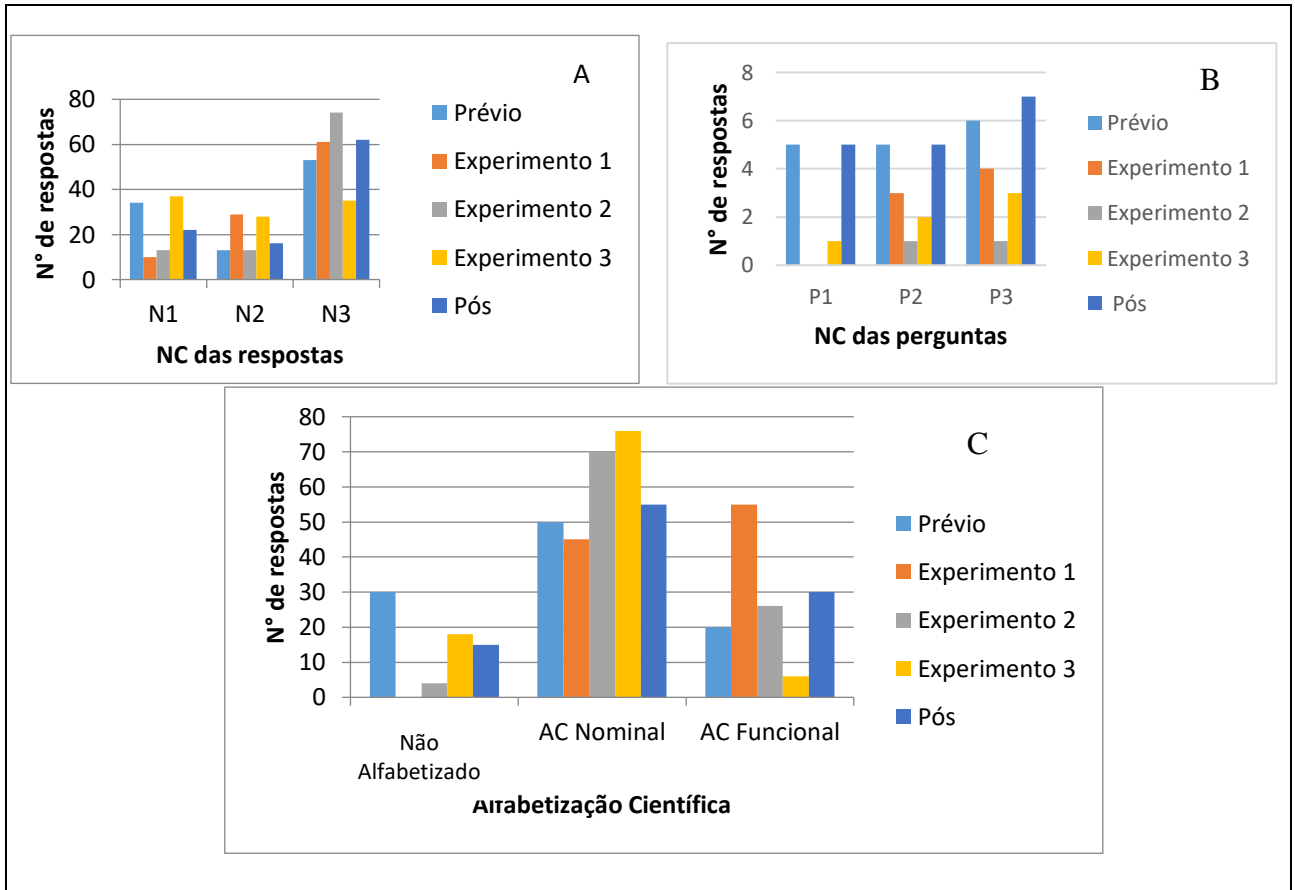 A
N° de respostas
80
60
40
20
0
N1 N2 N3
NC das respostas
Prévio
Experimento 1
Experimento 2
Experimento 3
Pós
B
N° de respostas
8
6
4
2
0
P1 P2 P3
NC das perguntas
Prévio
Experimento 1
Experimento 2
Experimento 3
Pós
C
N° de respostas
80
70
60
50
40
30
20
10
0
Não
Alfabetizado
AC Nominal AC Funcional
Alfabetização Científica
Prévio
Experimento 1
Experimento 2
Experimento 3
Pós